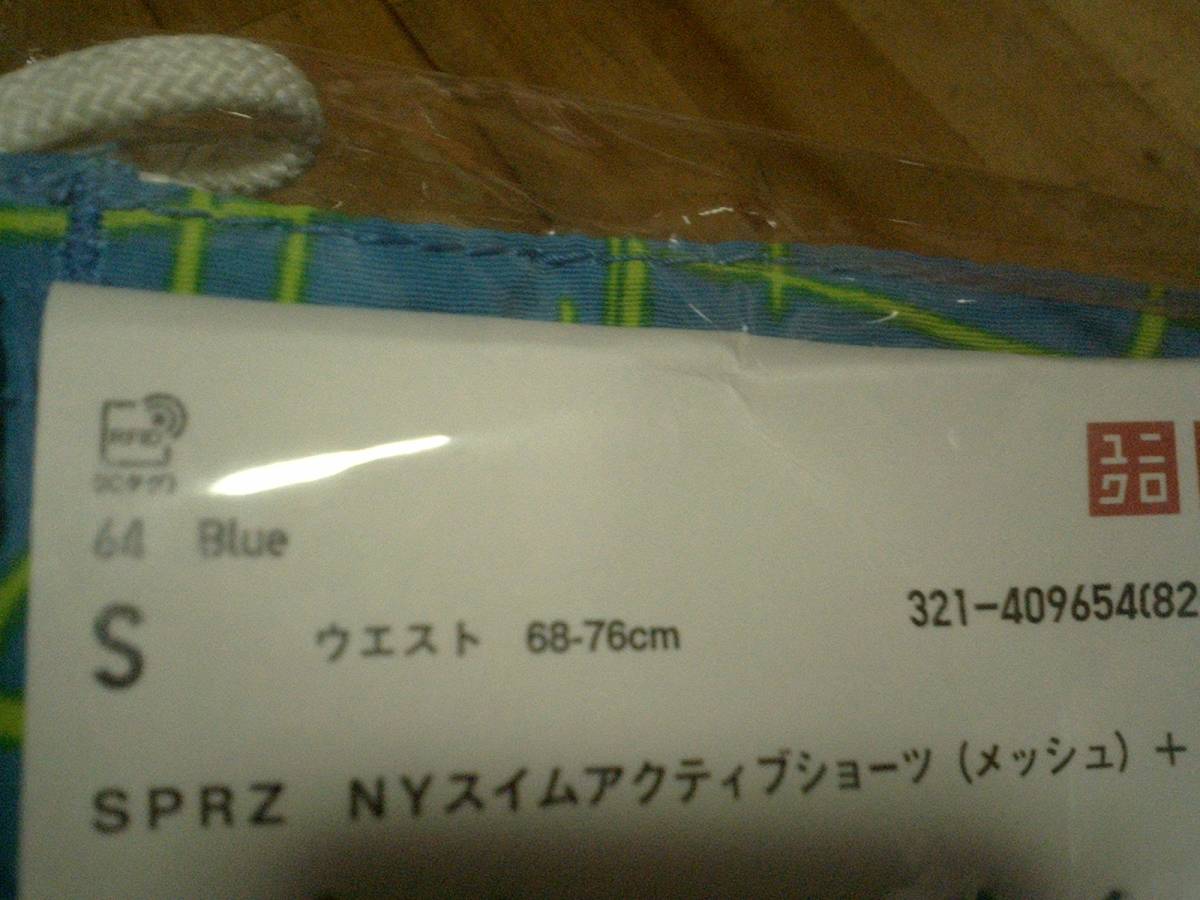 RFID
(ICタグ)
ユニ
クロ
64 Blue
S ウエスト 68-76cm
321-409654(82
SPRZ NYスイムアクティブショーツ (メッシュ) +